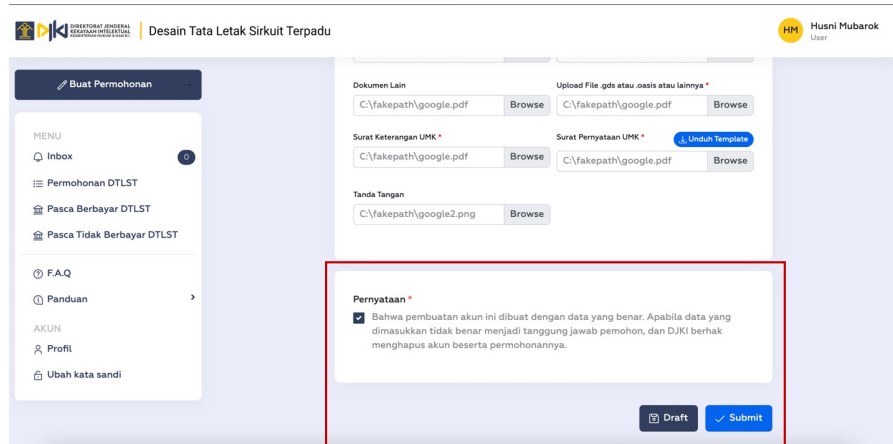 DIREKTORAT JENDERAL
KEKAYAAN INTELEKTUAL
KEMENTERIAN HUKUM & HAM R.I.
Desain Tata Letak Sirkuit Terpadu
HM
Husni Mubarok
User
Buat Permohonan
MENU
Inbox
0
Permohonan DTLST
Pasca Berbayar DTLST
Pasca Tidak Berbayar DTLST
F.A.Q
Panduan
AKUN
Profil
Ubah kata sandi
Dokumen Lain
C:\fakepath\google.pdf Browse
Upload File .gds atau .oasis atau lainnya *
C:\fakepath\google.pdf Browse
Surat Keterangan UMK *
C:\fakepath\google.pdf Browse
Surat Pernyataan UMK *
Unduh Template
C:\fakepath\google.pdf Browse
Tanda Tangan
C:\fakepath\google2.png Browse
Pernyataan *
Bahwa pembuatan akun ini dibuat dengan data yang benar. Apabila data yang
dimasukkan tidak benar menjadi tanggung jawab pemohon, dan DJKI berhak
menghapus akun beserta permohonannya.
Draft
Submit